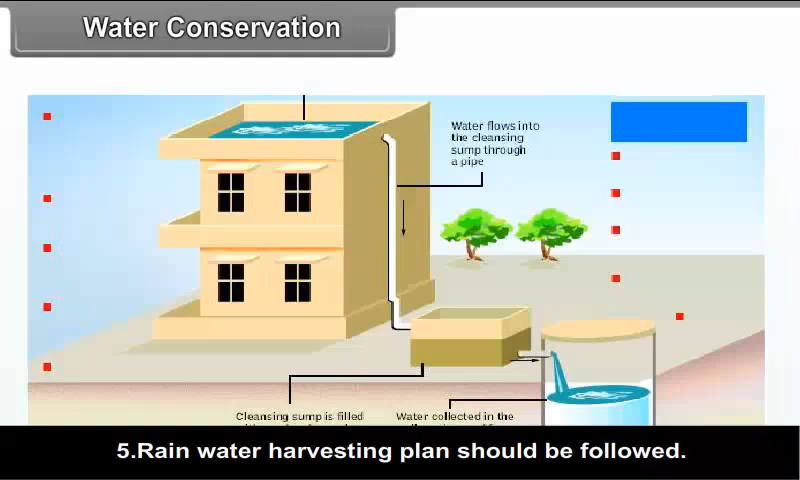 Water Conservation
Water flows into
the cleansing
sump through
a pipe
Cleansing sump is filled
Water collected in the
5.Rain water harvesting plan should be followed.